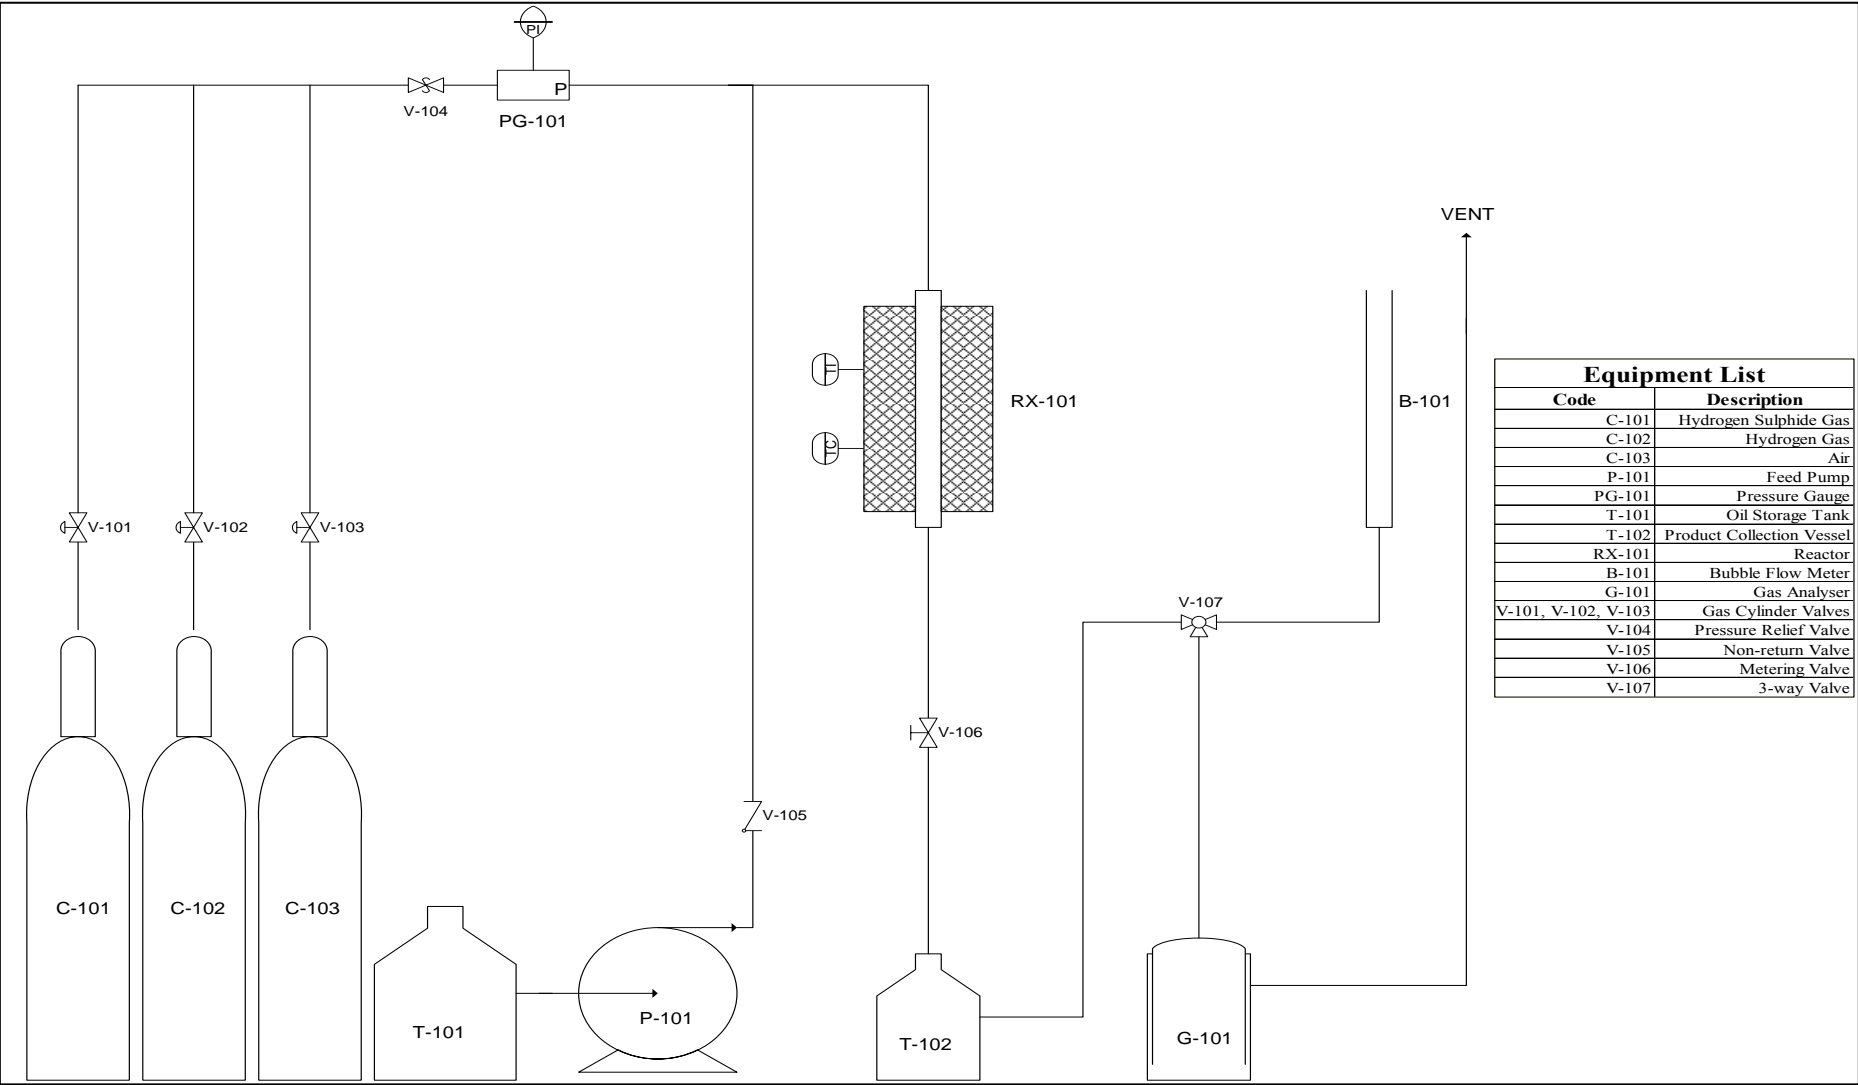 PI
P
V-104
PG-101
VENT
TI
TC
RX-101
B-101
V-101
V-102
V-103
V-107
V-106
V-105
C-101
C-102
C-103
T-101
P-101
T-102
G-101
Equipment List
Code Description
C-101 Hydrogen Sulphide Gas
C-102 Hydrogen Gas
C-103 Air
P-101 Feed Pump
PG-101 Pressure Gauge
T-101 Oil Storage Tank
T-102 Product Collection Vessel
RX-101 Reactor
B-101 Bubble Flow Meter
G-101 Gas Analyser
V-101, V-102, V-103 Gas Cylinder Valves
V-104 Pressure Relief Valve
V-105 Non-return Valve
V-106 Metering Valve
V-107 3-way Valve